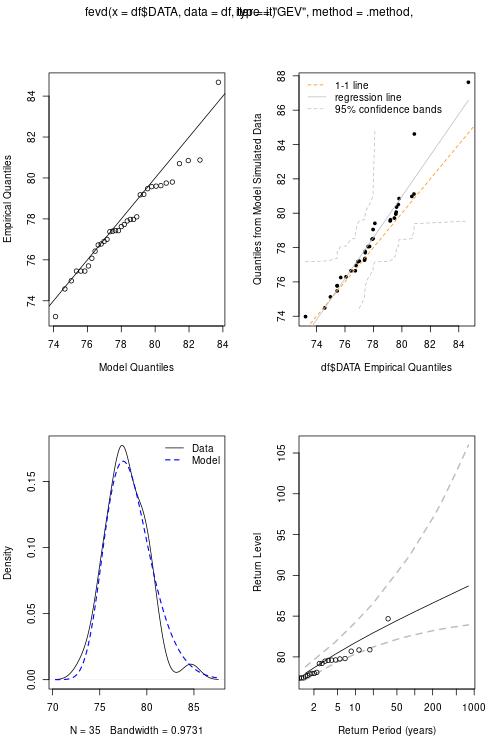 fevd(x = df$DATA, data = df, "GEV", method = .method,
Empirical Quantiles
84
82
80
78
76
74
74 76 78 80 82 84
Model Quantiles
Quantiles from Model Simulated Data
88
86
84
82
80
78
76
74
1-1 line
regression line
95% confidence bands
74 76 78 80 82 84
df$DATA Empirical Quantiles
Density
0.15
0.10
0.05
0.00
Data
Model
70 75 80 85
N = 35 Bandwidth = 0.9731
Return Level
105
100
95
90
85
80
2 5 10 50 200 1000
Return Period (years)